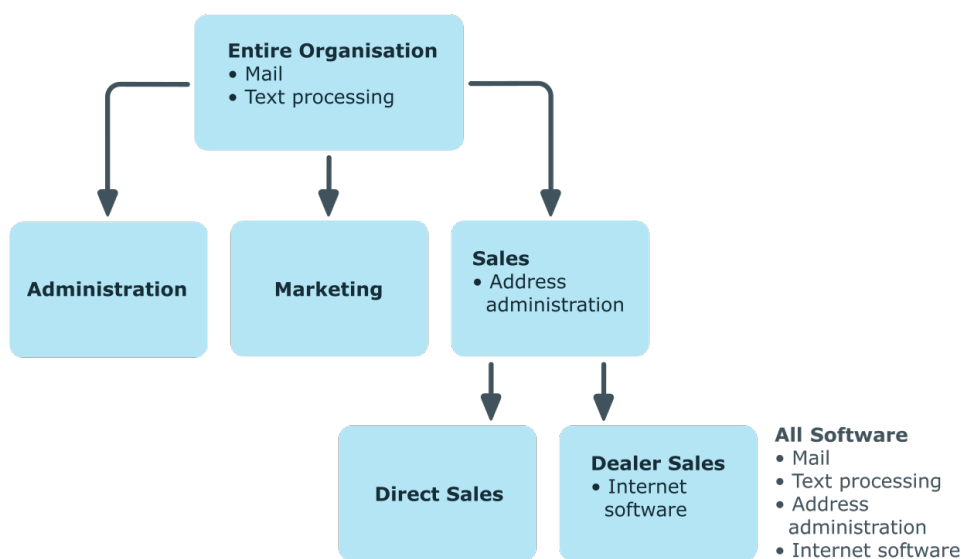 Entire Organisation
• Mail
• Text processing
Administration
Marketing
Sales
• Address
administration
Direct Sales
Dealer Sales
• Internet
software
All Software
• Mail
• Text processing
• Address
administration
• Internet software